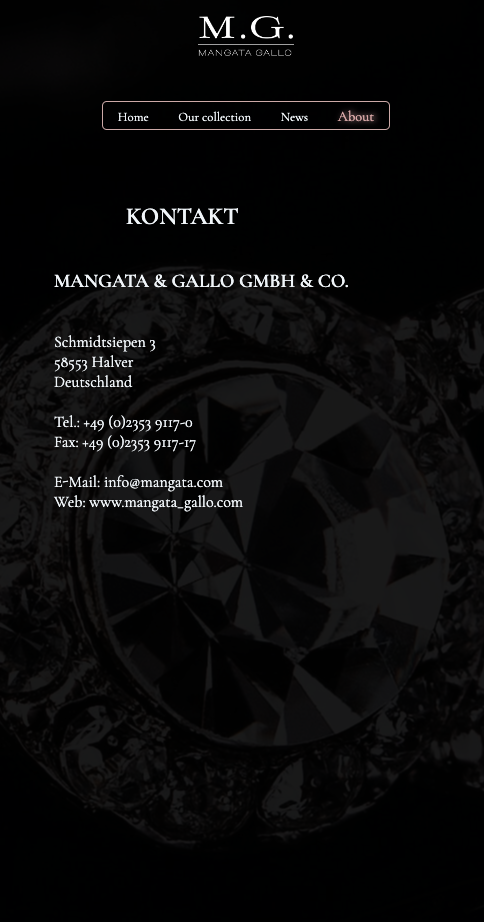 M.G.
MANGATA GALLO
Home Our collection News About
KONTAKT
MANGATA & GALLO GMBH & CO.
Schmidtsiepen 3
58553 Halver
Deutschland
Tel.: +49 (0)2353 9117-0
Fax: +49 (0)2353 9117-17
E-Mail: info@mangata.com
Web: www.mangata_gallo.com